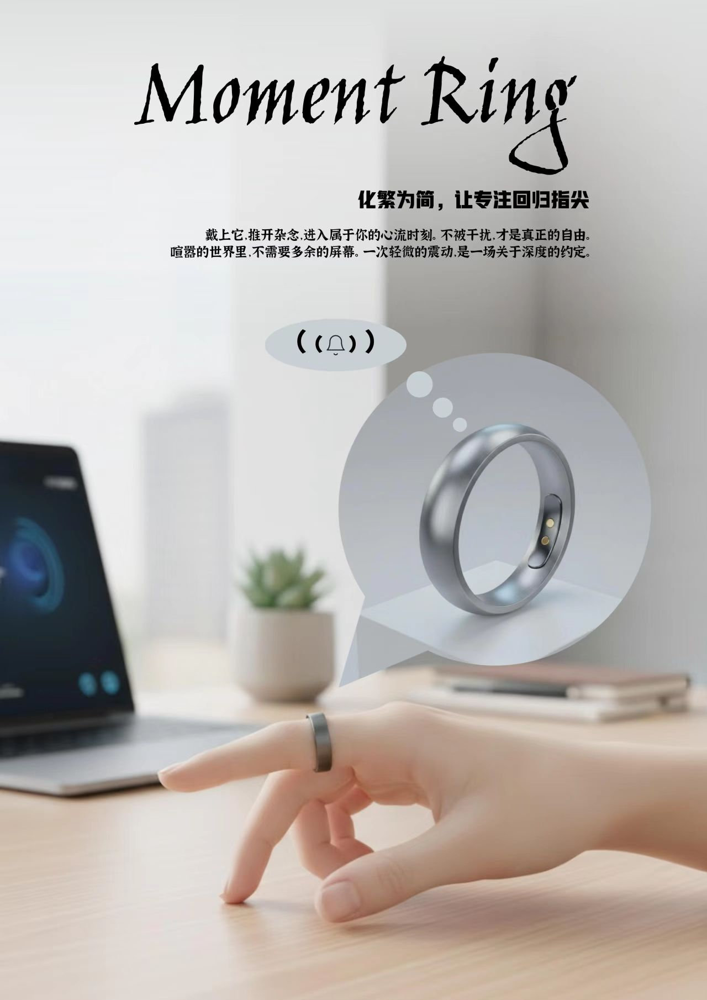 Moment Ring
化繁为简，让专注回归指尖
戴上它,推开杂念,进入属于你的心流时刻。不被干扰,才是真正的自由。
喧嚣的世界里,不需要多余的屏幕。一次轻微的震动,是一场关于深度的约定。